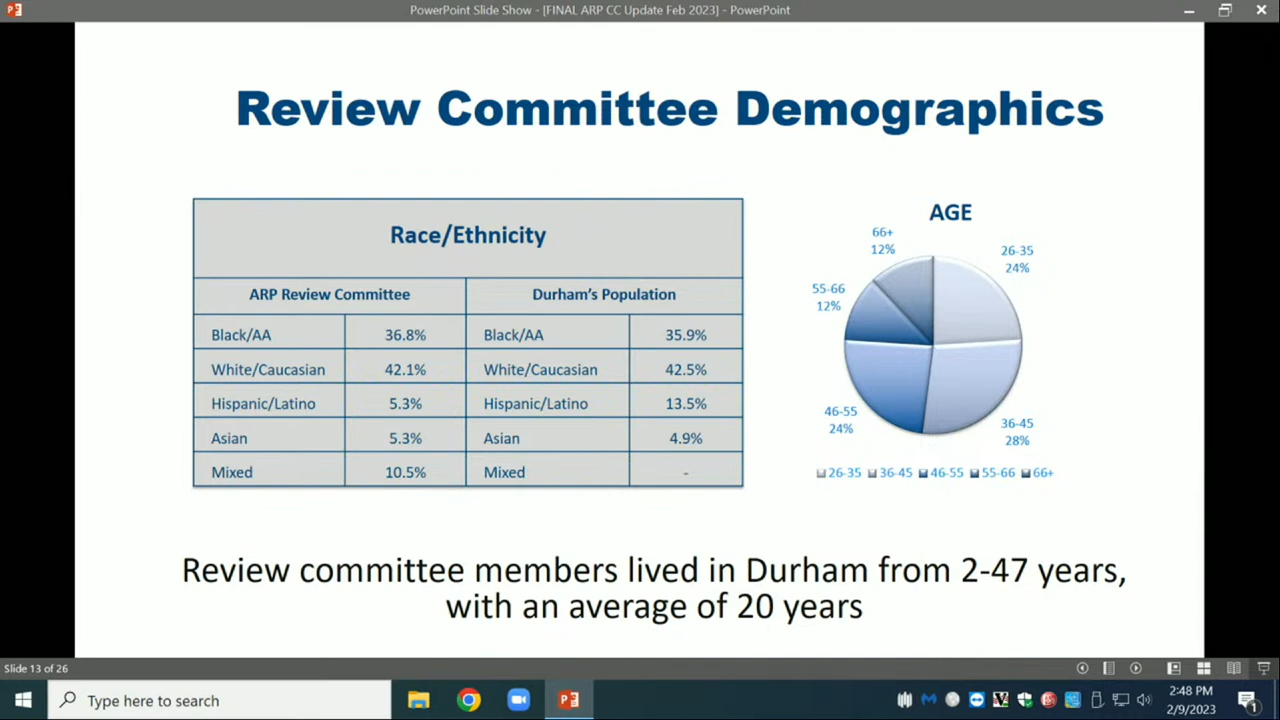 PowerPoint Slide Show - [FINAL ARP CC Update Feb 2023] - PowerPoint
Review Committee Demographics
Race/Ethnicity
ARP Review Committee Durham's Population
Black/AA 36.8% Black/AA 35.9%
White/Caucasian 42.1% White/Caucasian 42.5%
Hispanic/Latino 5.3% Hispanic/Latino 13.5%
Asian 5.3% Asian 4.9%
Mixed 10.5% Mixed -
AGE
66+
12%
26-35
24%
55-66
12%
46-55
24%
36-45
28%
26-35 36-45 46-55 55-66 66+
Review committee members lived in Durham from 2-47 years,
with an average of 20 years
Slide 13 of 26
Type here to search
2:48 PM
2/9/2023
1